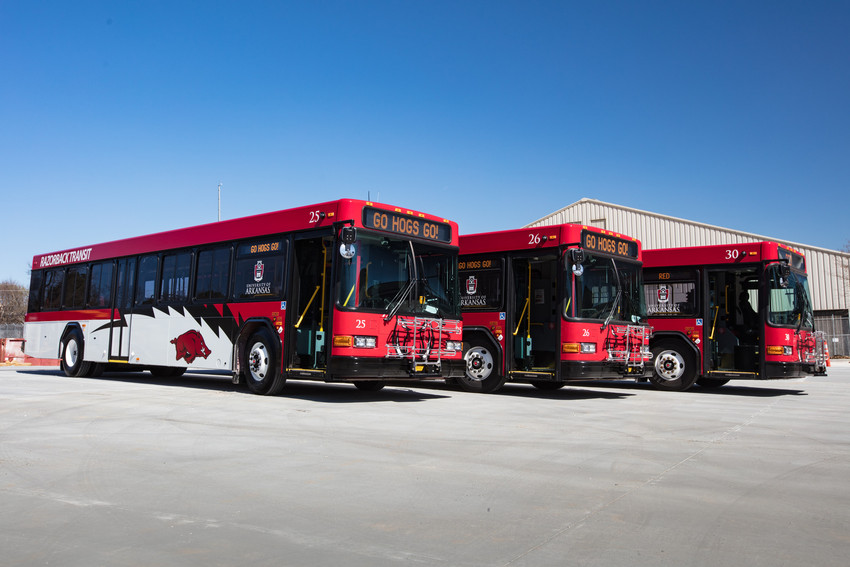 RAZORBACK TRANSIT
25
GO HOGS GO!
GO HOGS GO!
UNIVERSITY OF
ARKANSAS
25
26
GO HOGS GO!
GO HOGS GO!
UNIVERSITY OF
ARKANSAS
26
30
RED
UNIVERSITY OF
ARKANSAS
30